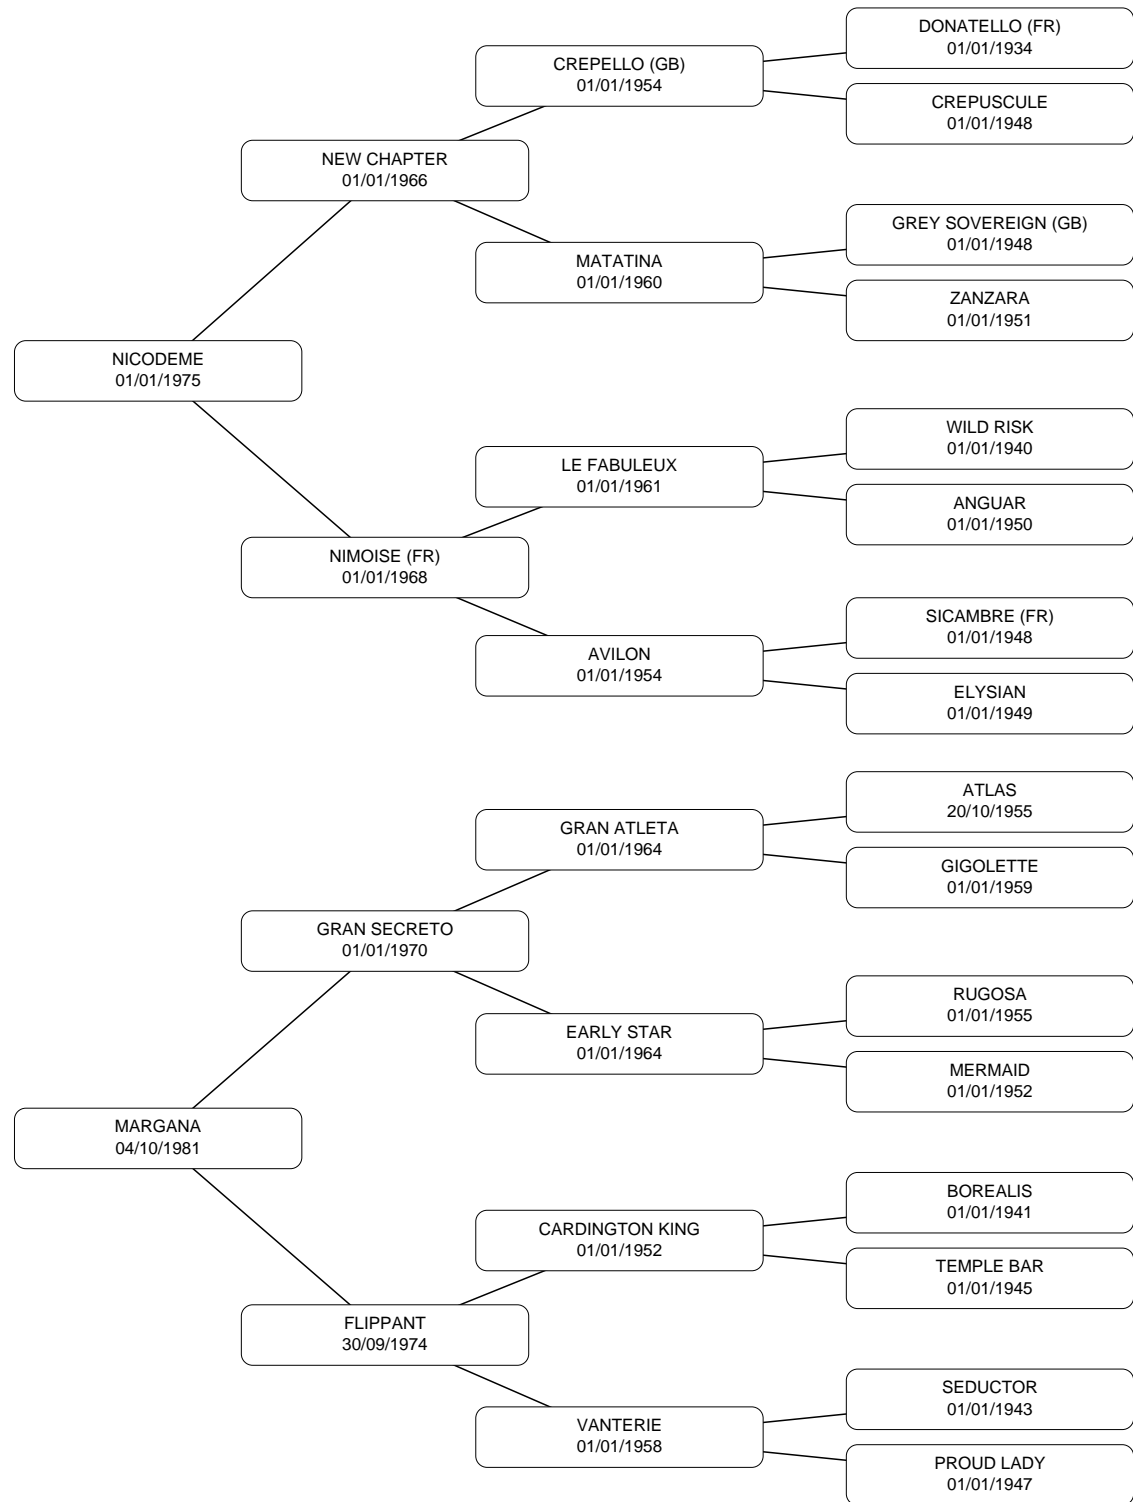 DONATELLO (FR)
01/01/1934
CREPELLO (GB)
01/01/1954
CREPUSCULE
01/01/1948
NEW CHAPTER
01/01/1966
GREY SOVEREIGN (GB)
01/01/1948
MATATINA
01/01/1960
ZANZARA
01/01/1951
NICODEME
01/01/1975
WILD RISK
01/01/1940
LE FABULEUX
01/01/1961
ANGUAR
01/01/1950
NIMOISE (FR)
01/01/1968
SICAMBRE (FR)
01/01/1948
AVILON
01/01/1954
ELYSIAN
01/01/1949
ATLAS
20/10/1955
GRAN ATLETA
01/01/1964
GIGOLETTE
01/01/1959
GRAN SECRETO
01/01/1970
RUGOSA
01/01/1955
EARLY STAR
01/01/1964
MERMAID
01/01/1952
MARGANA
04/10/1981
BOREALIS
01/01/1941
CARDINGTON KING
01/01/1952
TEMPLE BAR
01/01/1945
FLIPPANT
30/09/1974
SEDUCTOR
01/01/1943
VANTERIE
01/01/1958
PROUD LADY
01/01/1947